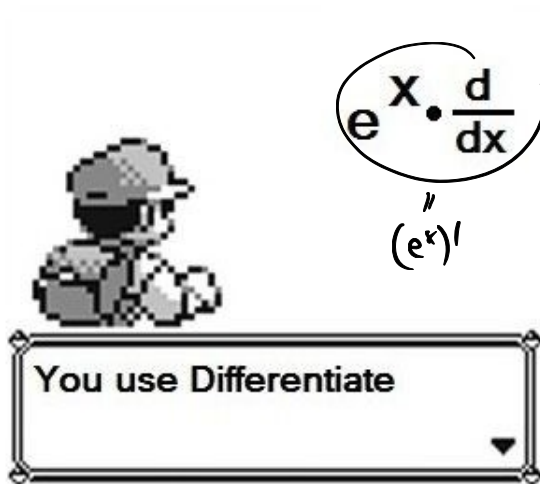 e^x · d/dx
〃
(e^x)'
You use Differentiate